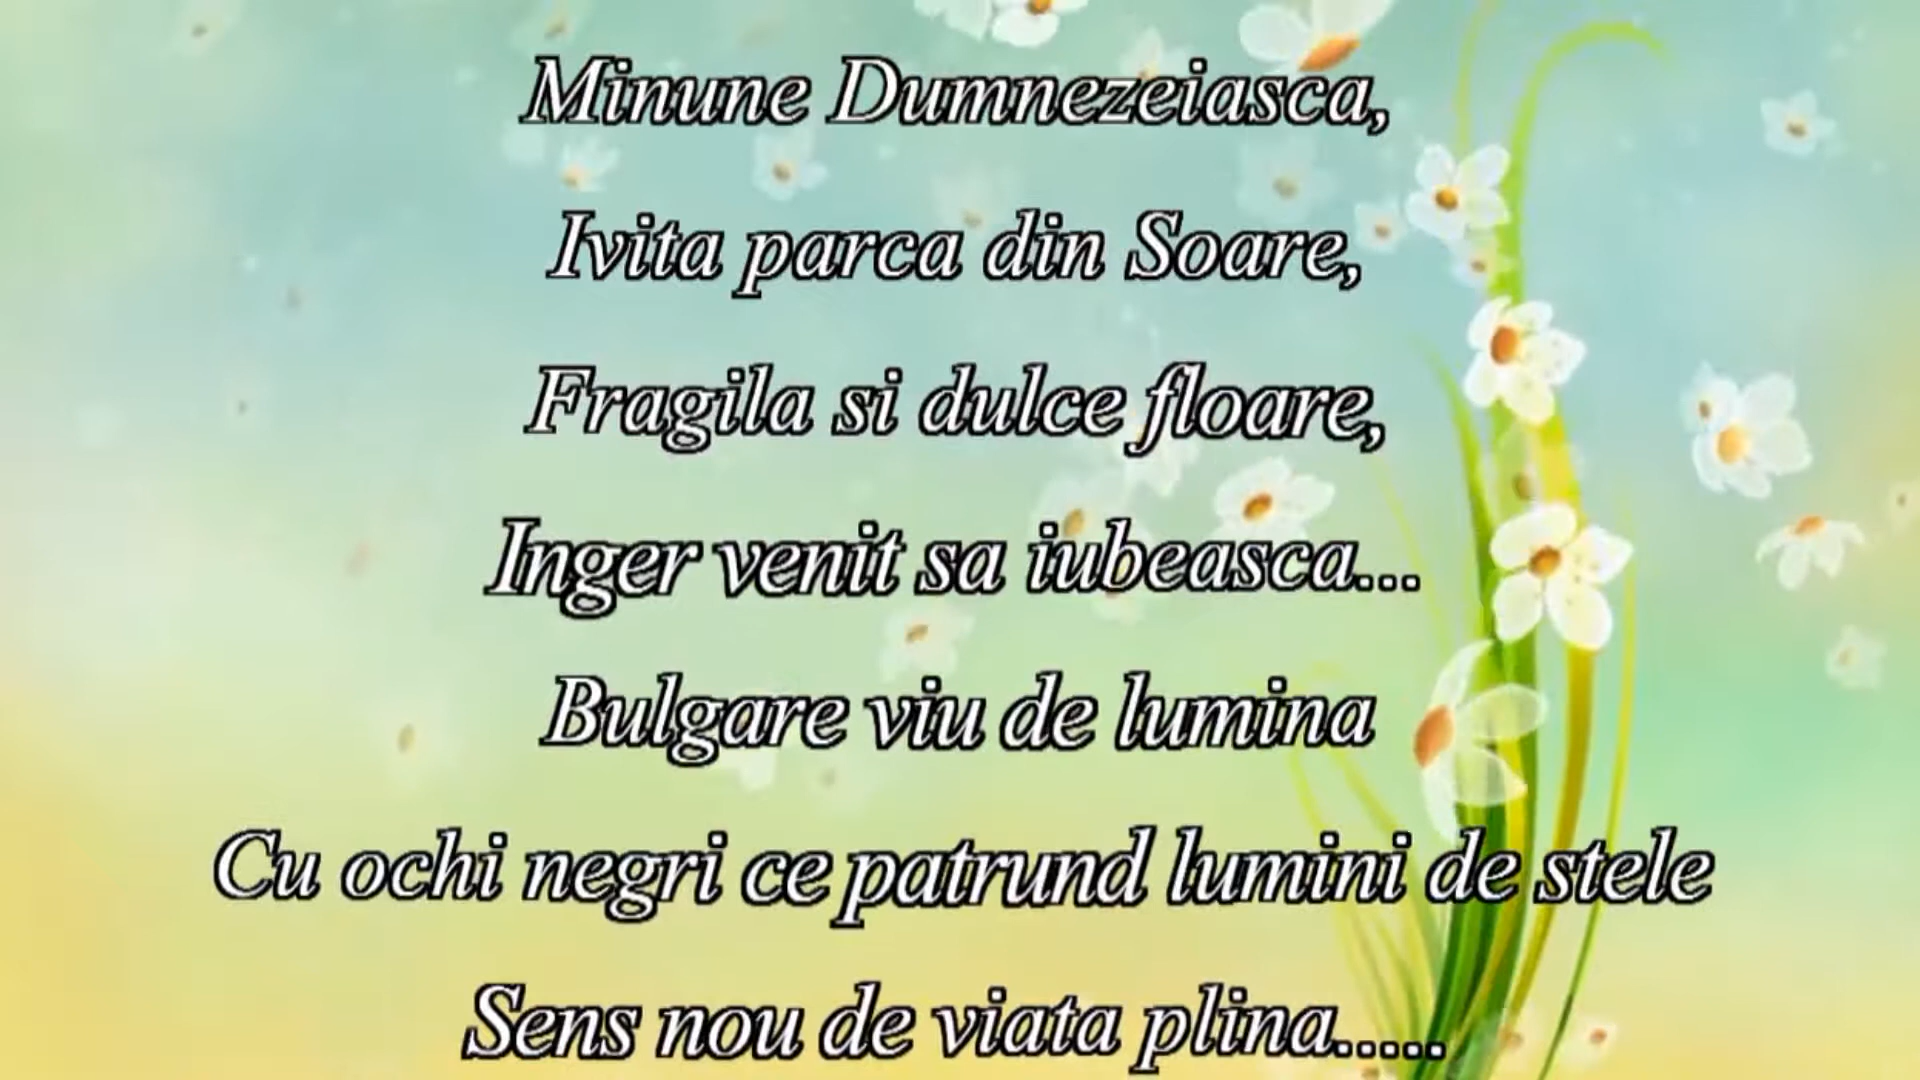 Minune Dumnezeiasca,
Ivita parca din Soare,
Fragila si dulce floare,
Inger venit sa iubeasca...
Bulgare viu de lumina
Cu ochi negri ce patrund lumini de stele
Sens nou de viata plina.....